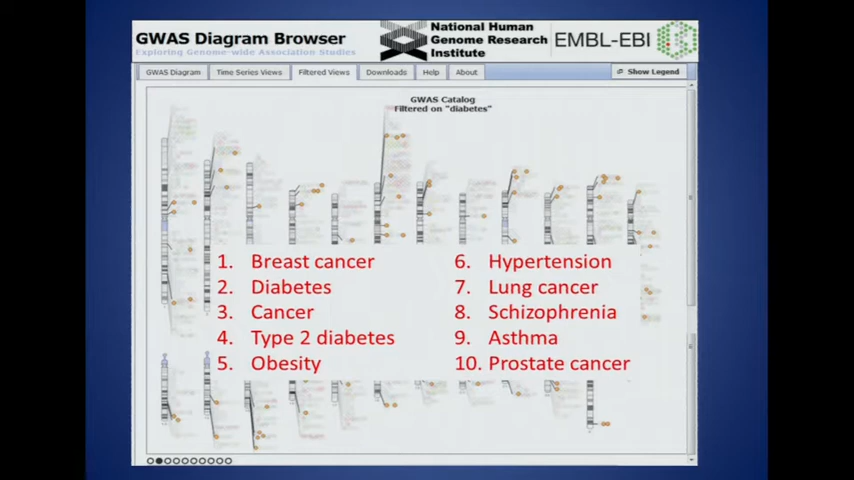 GWAS Diagram Browser
Exploring Genome-wide Association Studies
National Human
Genome Research
Institute
EMBL-EBI
GWAS Diagram
Time Series Views
Filtered Views
Downloads
Help
About
Show Legend
GWAS Catalog
Filtered on "diabetes"
1. Breast cancer
2. Diabetes
3. Cancer
4. Type 2 diabetes
5. Obesity
6. Hypertension
7. Lung cancer
8. Schizophrenia
9. Asthma
10. Prostate cancer